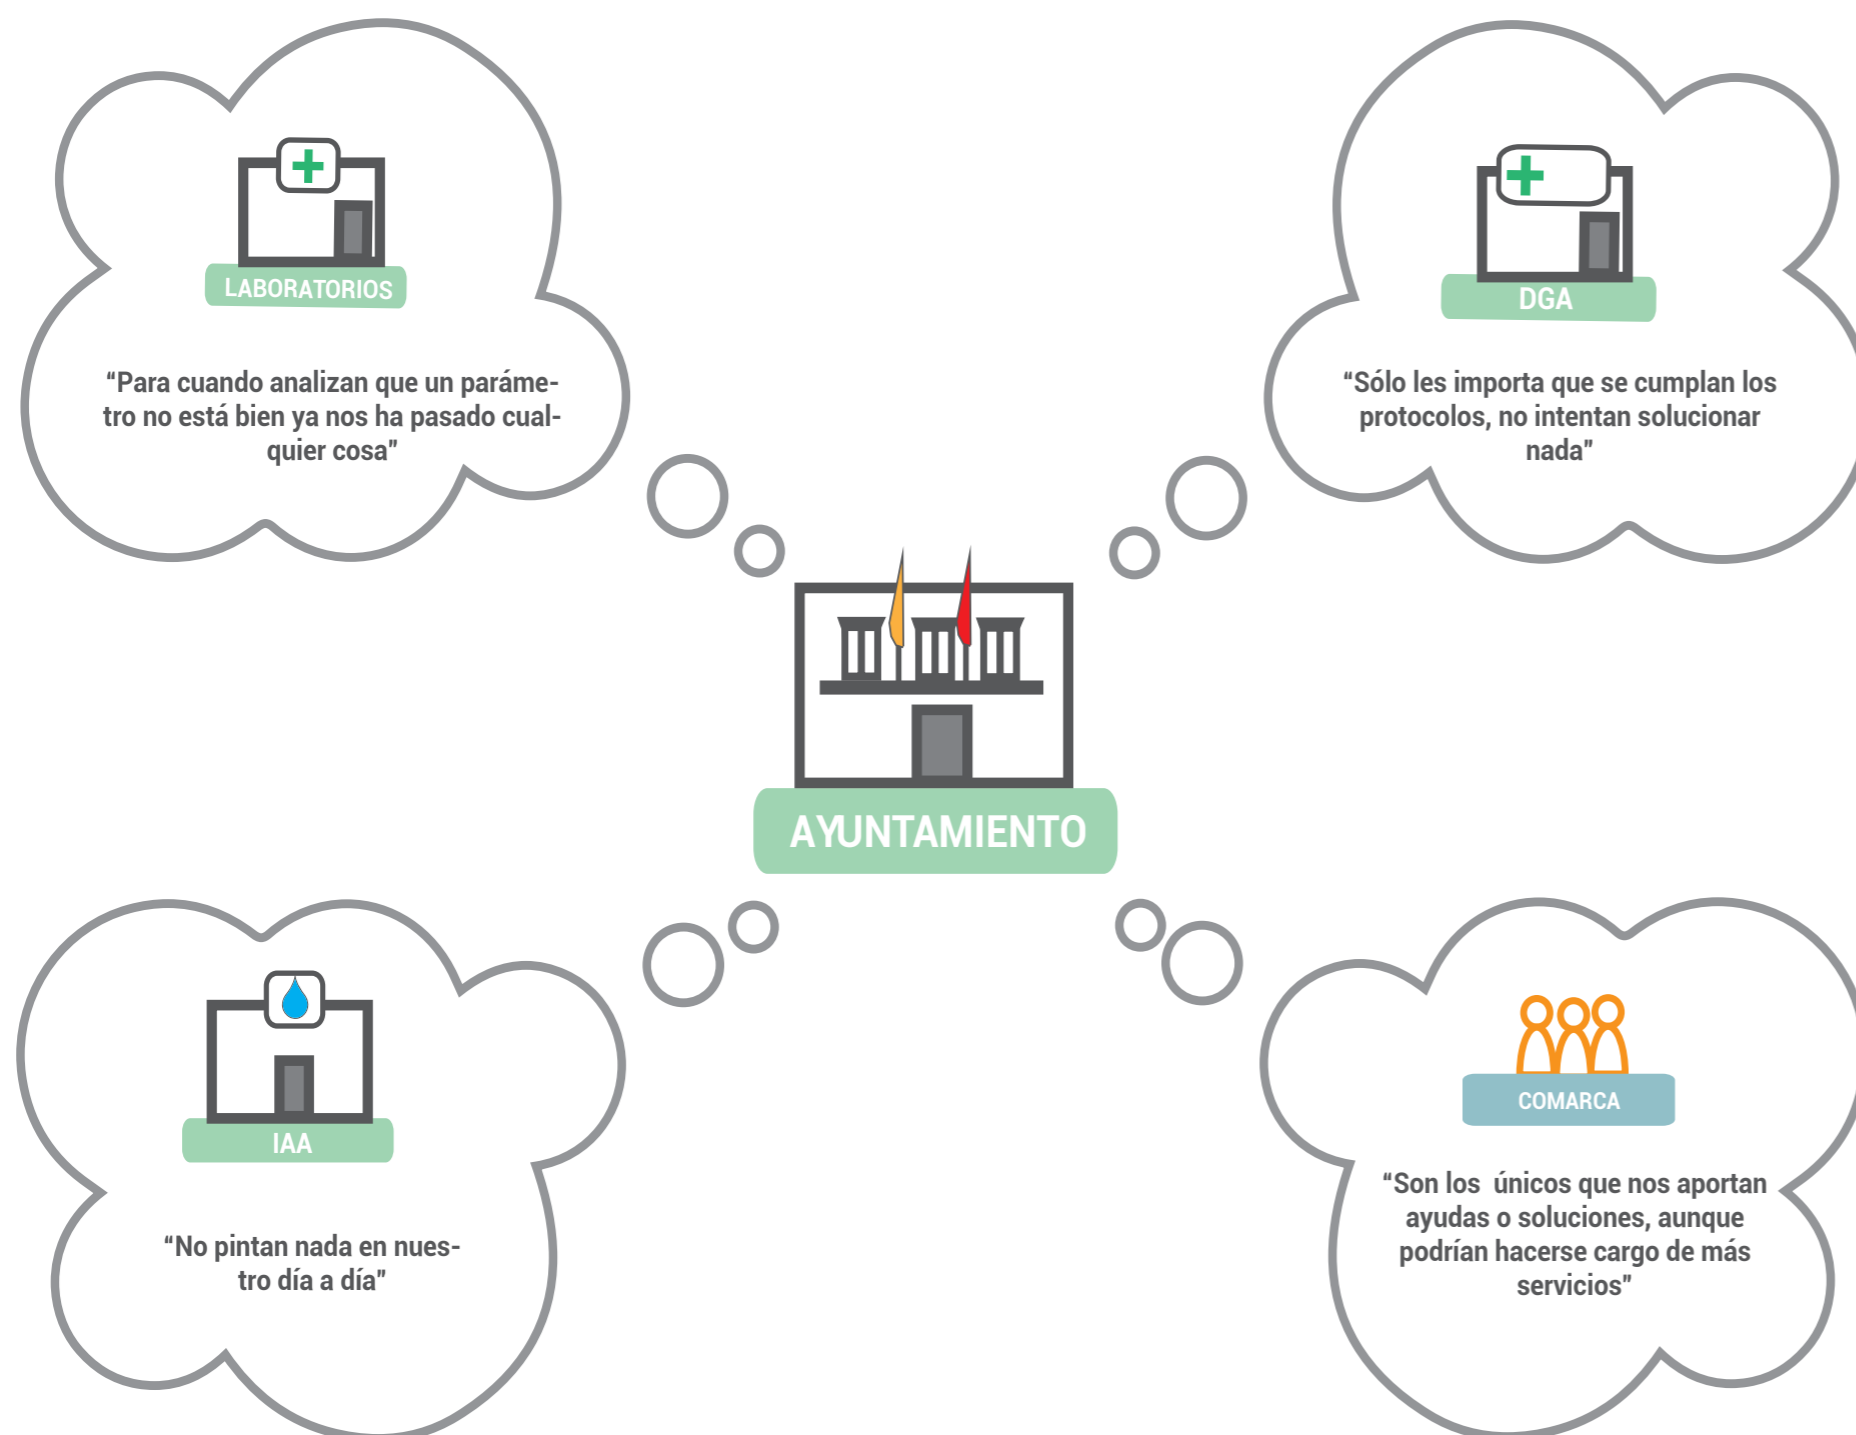 LABORATORIOS
“Para cuando analizan que un paráme-
tro no está bien ya nos ha pasado cual-
quier cosa”
DGA
“Sólo les importa que se cumplan los
protocolos, no intentan solucionar
nada”
AYUNTAMIENTO
IAA
“No pintan nada en nues-
tro día a día”
COMARCA
“Son los  únicos que nos aportan
ayudas o soluciones, aunque
podrían hacerse cargo de más
servicios”